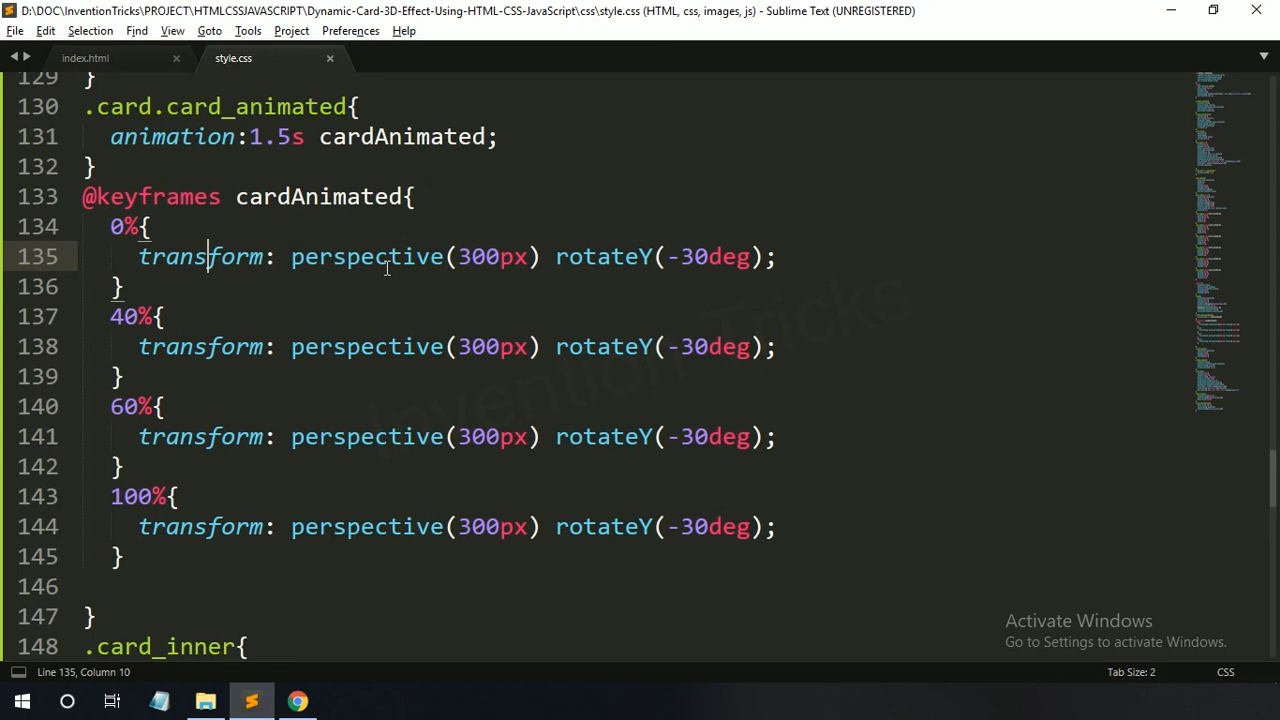 D:\DOC\InventionTricks\PROJECT\HTMLCSSJAVASCRIPT\Dynamic-Card-3D-Effect-Using-HTML-CSS-JavaScript\css\style.css (HTML, css, images, js) - Sublime Text (UNREGISTERED)
File Edit Selection Find View Goto Tools Project Preferences Help
index.html style.css
129 }
130 .card.card_animated{
131 animation:1.5s cardAnimated;
132 }
133 @keyframes cardAnimated{
134 0%{
135 transform: perspective(300px) rotateY(-30deg);
136 }
137 40%{
138 transform: perspective(300px) rotateY(-30deg);
139 }
140 60%{
141 transform: perspective(300px) rotateY(-30deg);
142 }
143 100%{
144 transform: perspective(300px) rotateY(-30deg);
145 }
146
147 }
148 .card_inner{
InventionTricks
Activate Windows
Go to Settings to activate Windows.
Line 135, Column 10 Tab Size: 2 CSS